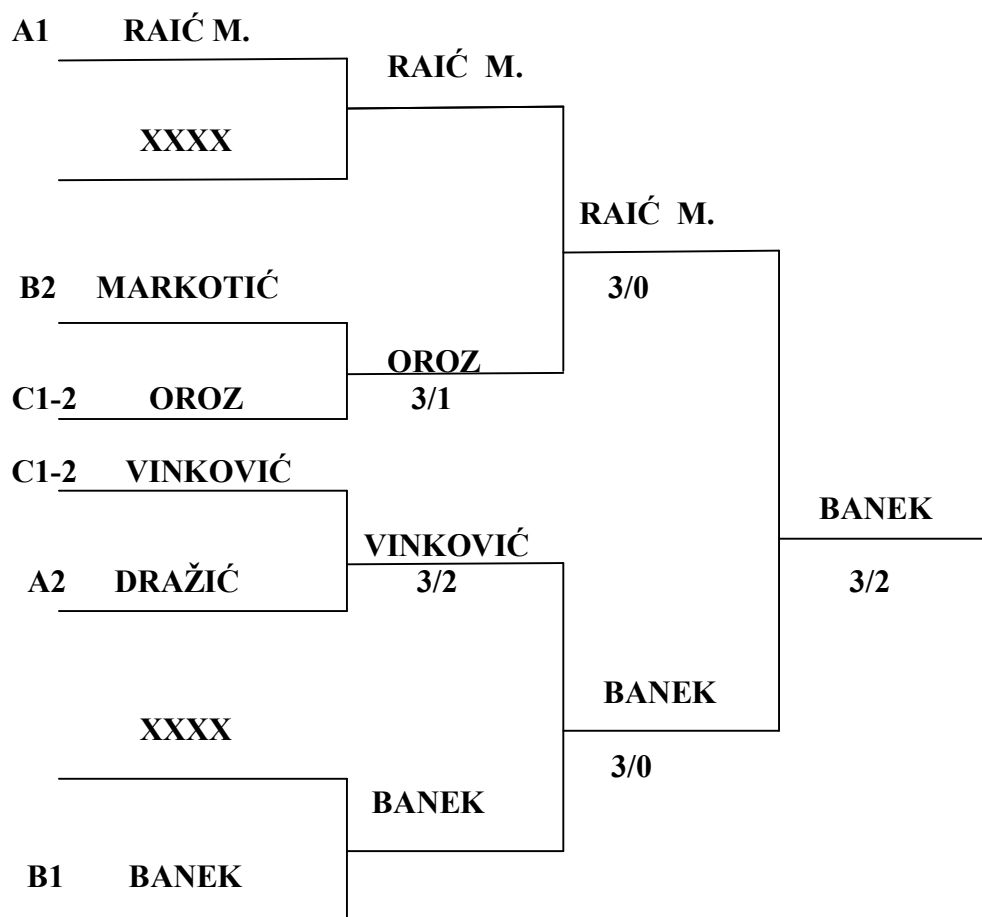 A1 RAIĆ M.
RAIĆ M.
XXXX
RAIĆ M.
3/0
B2 MARKOTIĆ
OROZ
3/1
C1-2 OROZ
C1-2 VINKOVIĆ
BANEK
3/2
VINKOVIĆ
3/2
A2 DRAŽIĆ
BANEK
3/0
XXXX
BANEK
B1 BANEK